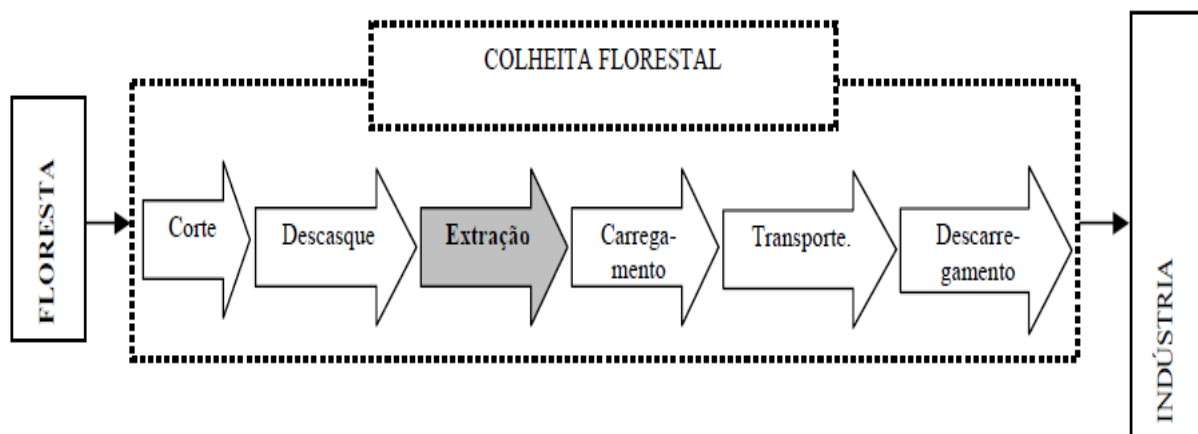 COLHEITA FLORESTAL
FLORESTA
Corte
Descasque
Extração
Carrega-
mento
Transporte.
Descarre-
gamento
INDÚSTRIA